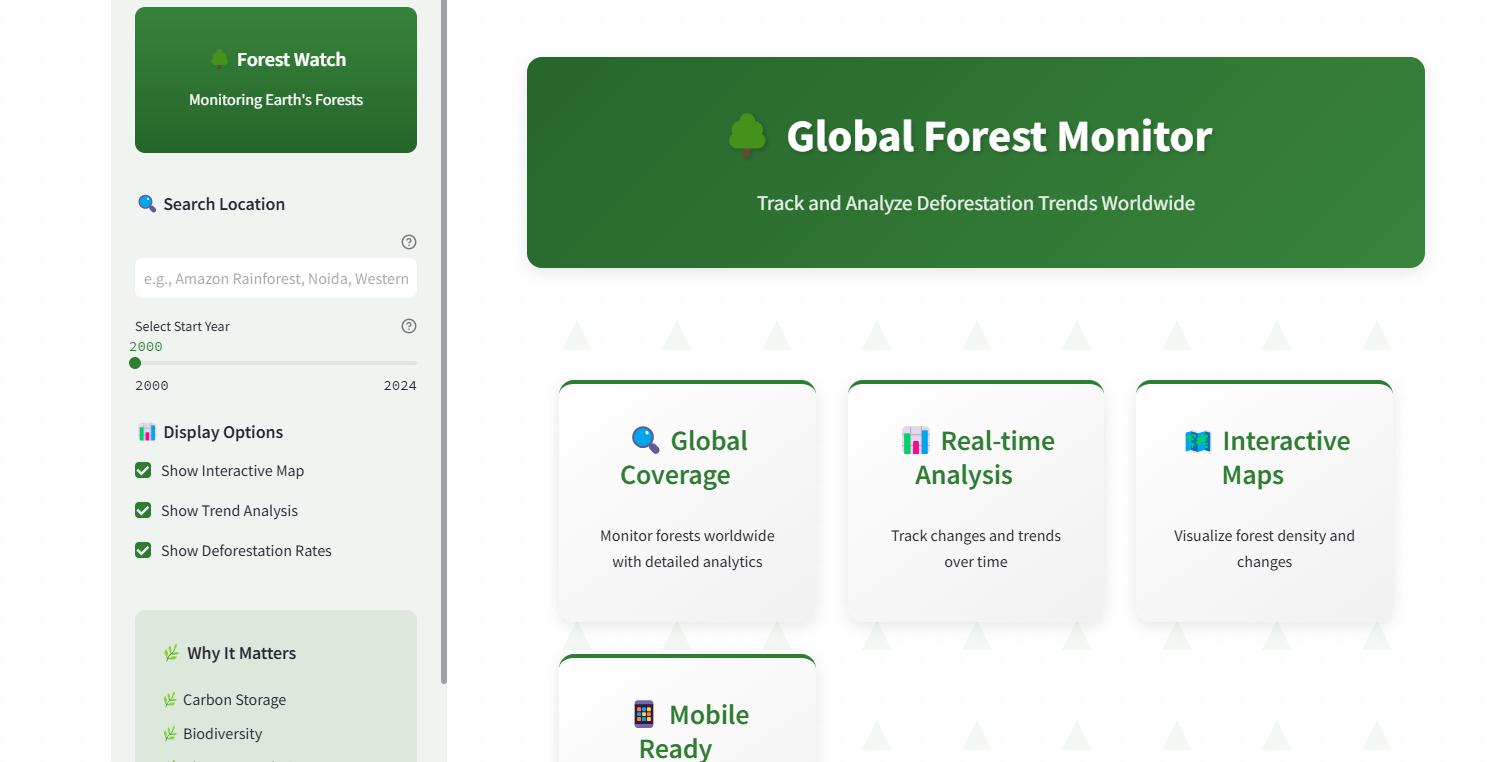 Forest Watch
Monitoring Earth's Forests
Search Location
e.g., Amazon Rainforest, Noida, Western
Select Start Year
2000
2000 2024
Display Options
Show Interactive Map
Show Trend Analysis
Show Deforestation Rates
Why It Matters
Carbon Storage
Biodiversity
Global Forest Monitor
Track and Analyze Deforestation Trends Worldwide
Global
Coverage
Monitor forests worldwide
with detailed analytics
Real-time
Analysis
Track changes and trends
over time
Interactive
Maps
Visualize forest density and
changes
Mobile
Ready